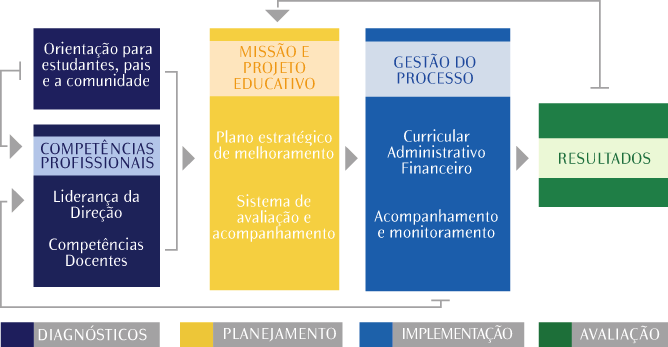 Orientação para
estudantes, pais
e a comunidade
COMPETÊNCIAS
PROFISSIONAIS
Liderança da
Direção
Competências
Docentes
MISSÃO E
PROJETO
EDUCATIVO
Plano estratégico
de melhoramento
Sistema de
avaliação e
acompanhamento
GESTÃO DO
PROCESSO
Curricular
Administrativo
Financeiro
Acompanhamento
e monitoramento
RESULTADOS
DIAGNÓSTICOS
PLANEJAMENTO
IMPLEMENTAÇÃO
AVALIAÇÃO